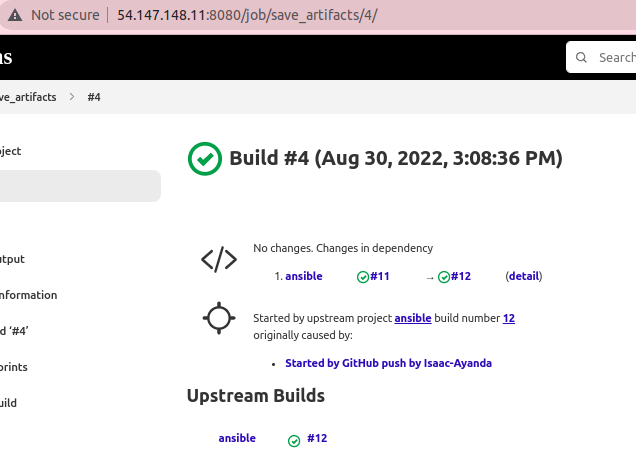 Not secure 54.147.148.11:8080/job/save_artifacts/4/
ns
Search
ve_artifacts > #4
oject
Build #4 (Aug 30, 2022, 3:08:36 PM)
No changes. Changes in dependency
utput
1. ansible #11 → #12 (detail)
nformation
Started by upstream project ansible build number 12
d ‘#4’
originally caused by:
• Started by GitHub push by Isaac-Ayanda
prints
Upstream Builds
uild
ansible #12